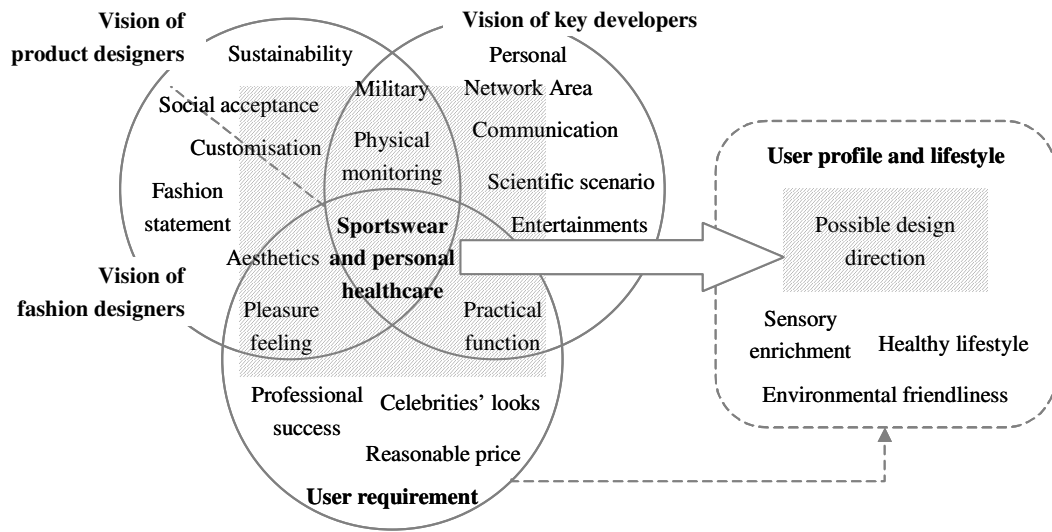 Vision of
product designers
Vision of key developers
Sustainability
Personal
Network Area
Military
Social acceptance
Communication
Customisation
Physical
monitoring
Scientific scenario
Fashion
statement
Entertainments
Sportswear
and personal
healthcare
Aesthetics
Vision of
fashion designers
Pleasure
feeling
Practical
function
Professional
success
Celebrities’ looks
Reasonable price
User requirement
User profile and lifestyle
Possible design
direction
Sensory
enrichment
Healthy lifestyle
Environmental friendliness